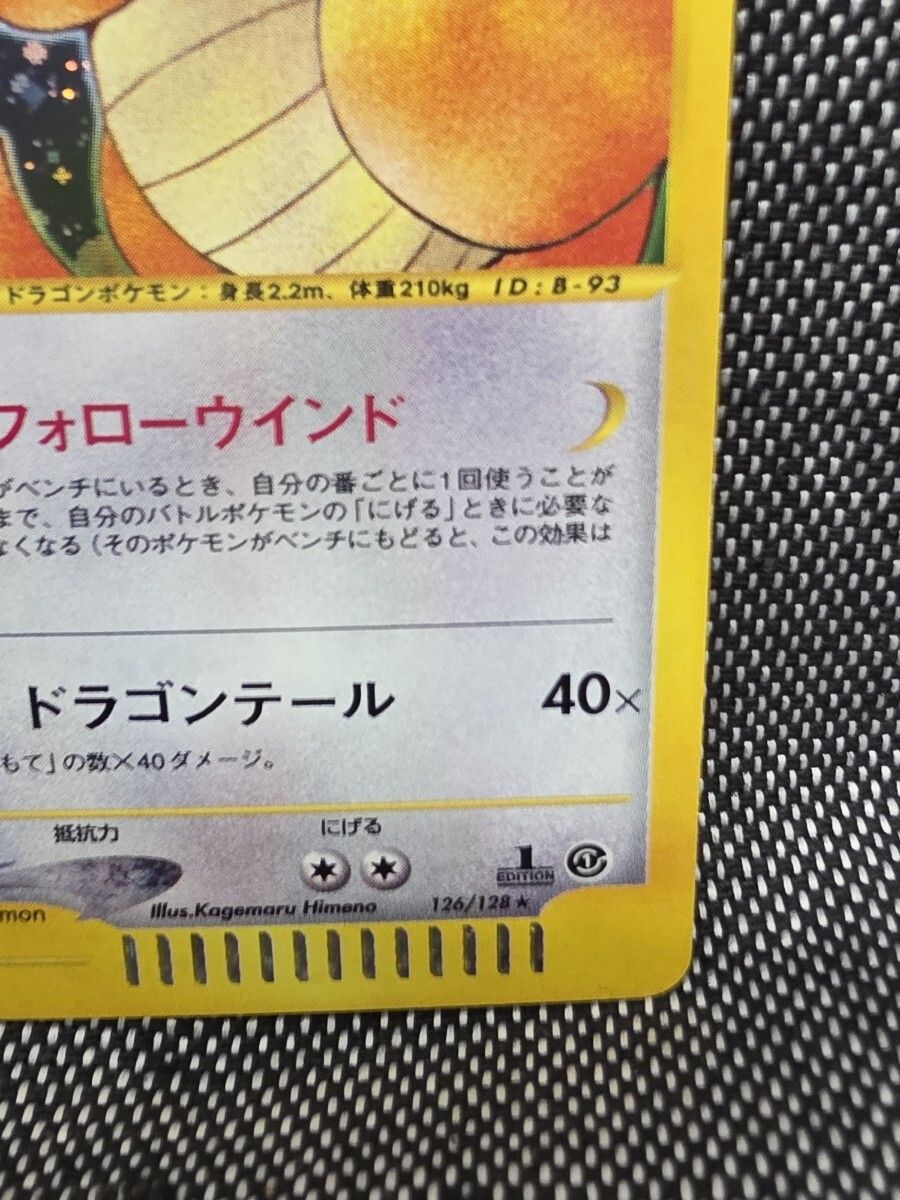 ドラゴンポケモン：身長2.2m、体重210kg ID:B-93
フォローウインド
がベンチにいるとき、自分の番ごとに1回使うことが
まで、自分のバトルポケモンの「にげる」ときに必要な
なくなる（そのポケモンがベンチにもどると、この効果は
ドラゴンテール 40×
もて」の数×40ダメージ。
抵抗力 にげる
1 EDITION
mon Illus.Kagemaru Himeno 126/128★